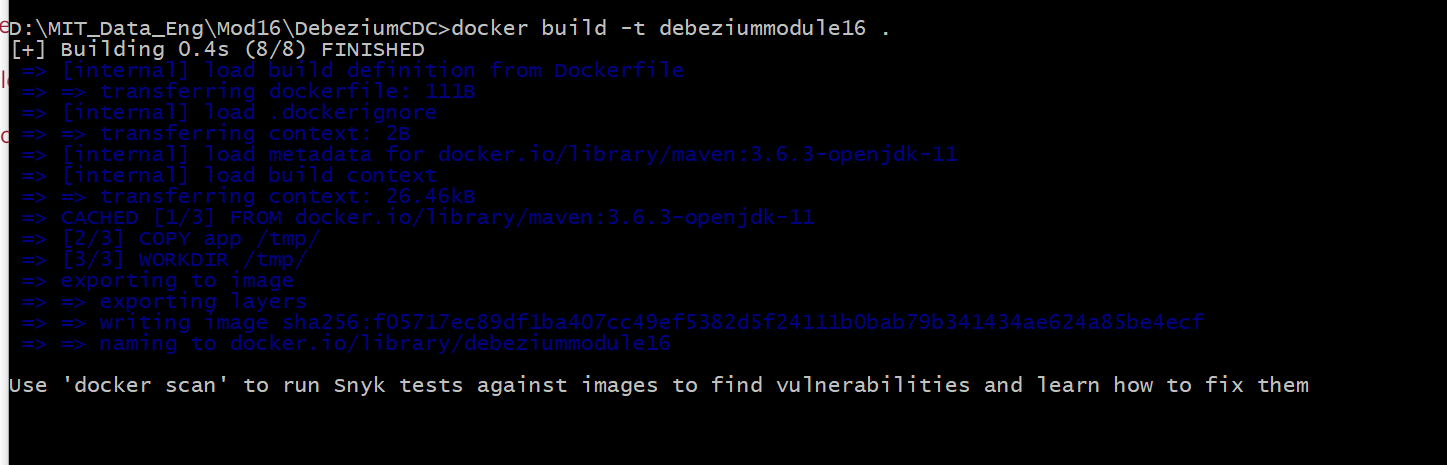 D:\MIT_Data_Eng\Mod16\DebeziumCDC>docker build -t debeziummodule16 .
[+] Building 0.4s (8/8) FINISHED
=> [internal] load build definition from Dockerfile
=> => transferring dockerfile: 111B
=> [internal] load .dockerignore
=> => transferring context: 2B
=> [internal] load metadata for docker.io/library/maven:3.6.3-openjdk-11
=> [internal] load build context
=> => transferring context: 26.46kB
=> CACHED [1/3] FROM docker.io/library/maven:3.6.3-openjdk-11
=> [2/3] COPY app /tmp/
=> [3/3] WORKDIR /tmp/
=> exporting to image
=> => exporting layers
=> => writing image sha256:f05717ec89df1ba407cc49ef5382d5f24111b0bab79b341434ae624a85be4ecf
=> => naming to docker.io/library/debeziummodule16
Use 'docker scan' to run Snyk tests against images to find vulnerabilities and learn how to fix them